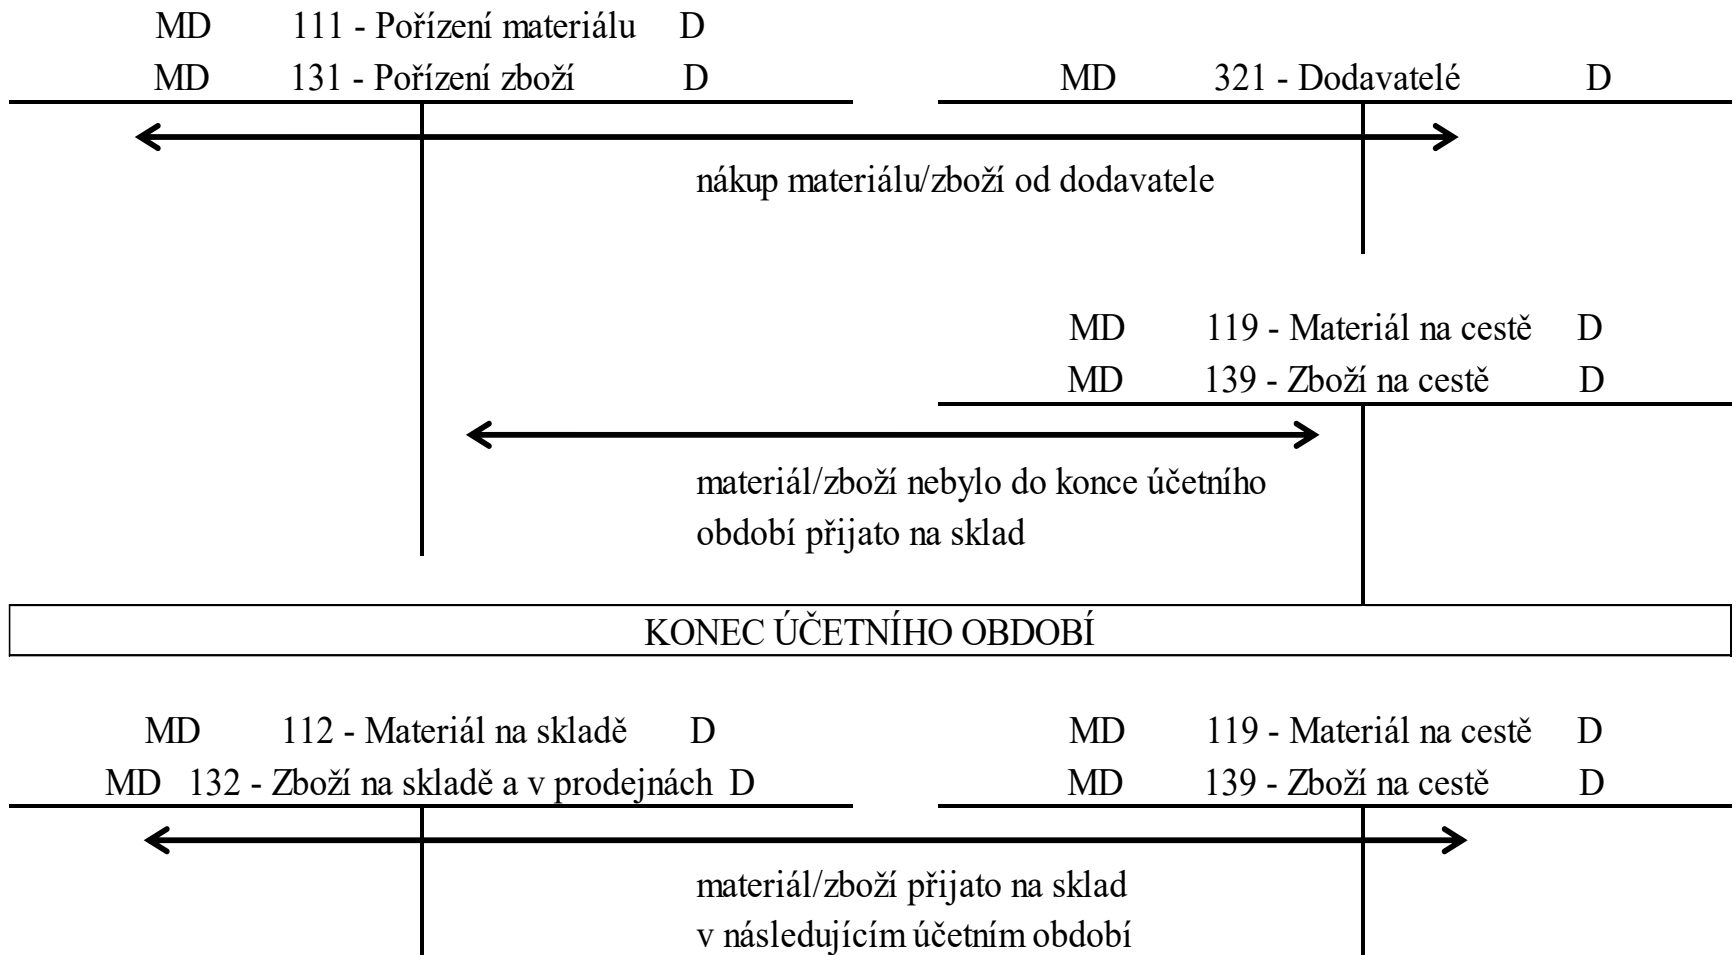 MD 111 - Pořízení materiálu D
MD 131 - Pořízení zboží D
MD 321 - Dodavatelé D
nákup materiálu/zboží od dodavatele
MD 119 - Materiál na cestě D
MD 139 - Zboží na cestě D
materiál/zboží nebylo do konce účetního
období přijato na sklad
KONEC ÚČETNÍHO OBDOBÍ
MD 112 - Materiál na skladě D
MD 132 - Zboží na skladě a v prodejnách D
MD 119 - Materiál na cestě D
MD 139 - Zboží na cestě D
materiál/zboží přijato na sklad
v následujícím účetním období